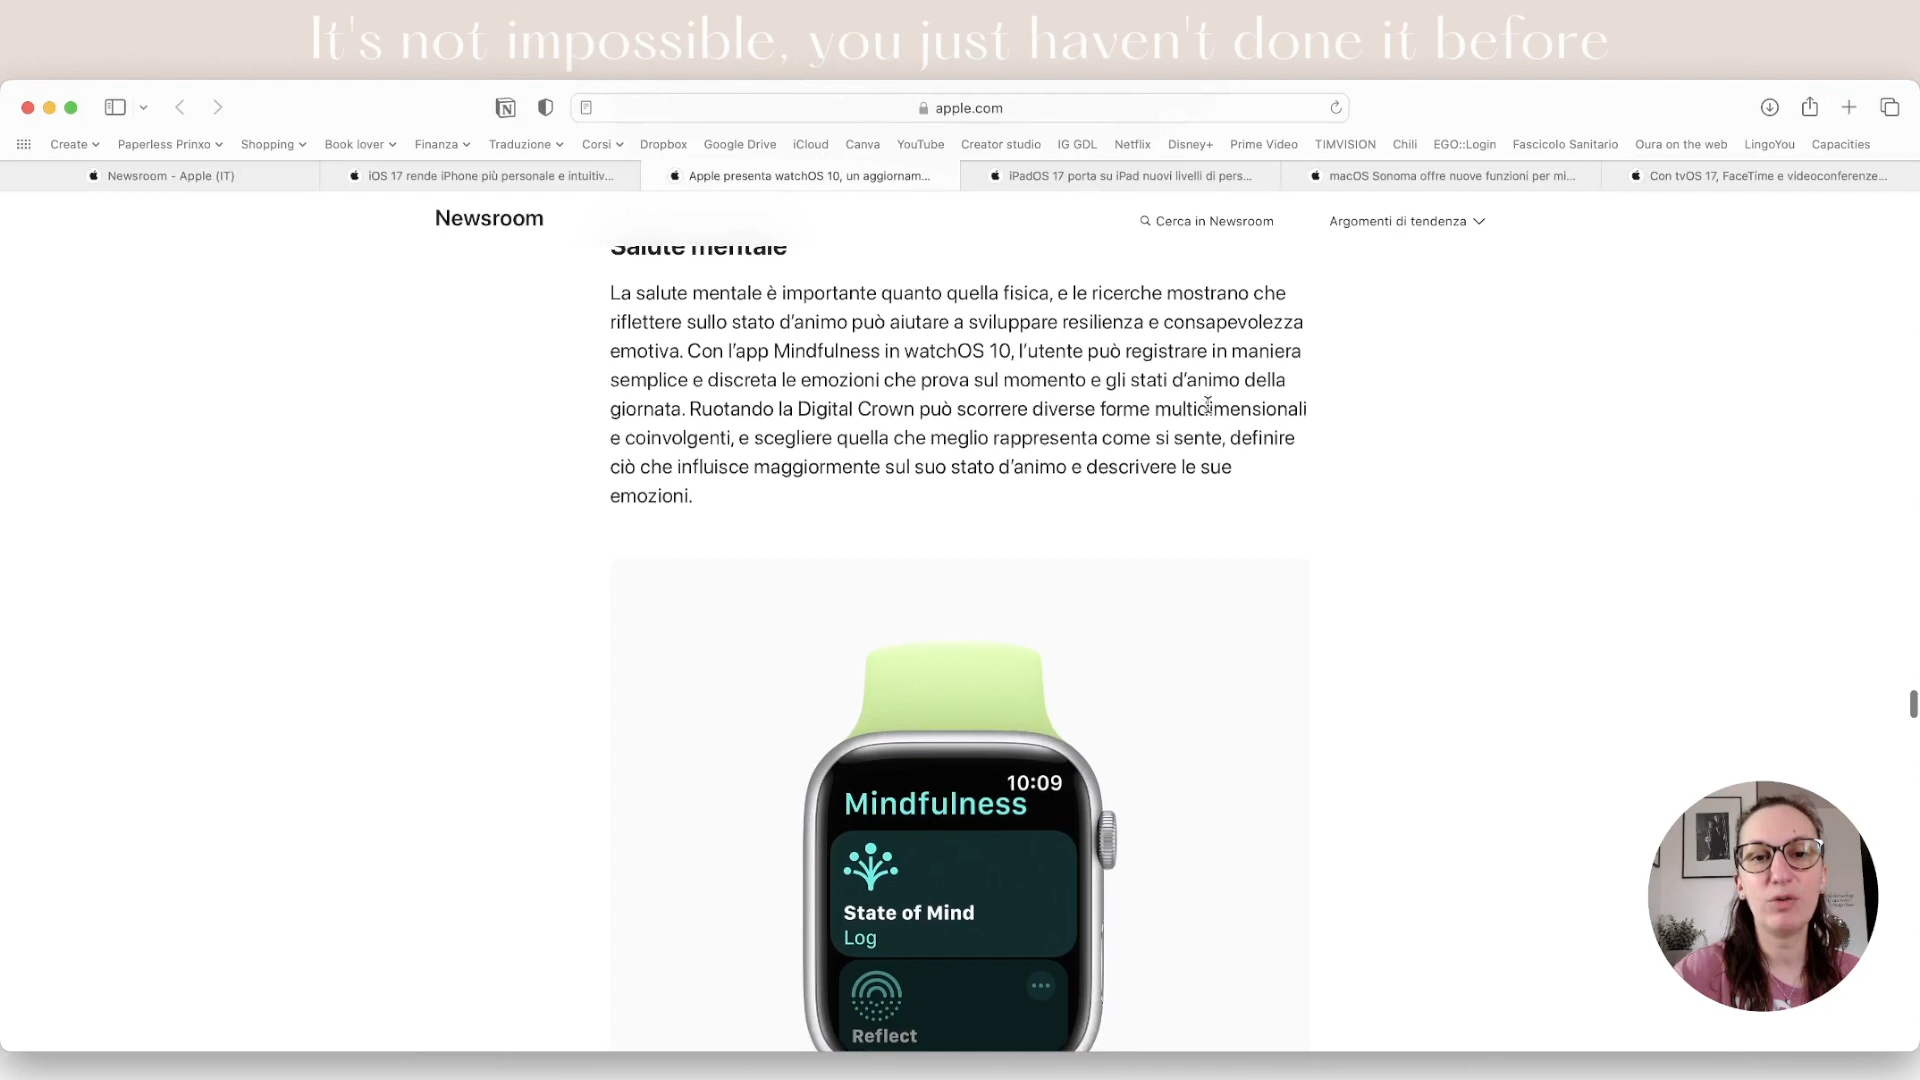 It's not impossible, you just haven't done it before
apple.com
Create
Paperless Prinxo
Shopping
Book lover
Finanza
Traduzione
Corsi
Dropbox
Google Drive
iCloud
Canva
YouTube
Creator studio
IG GDL
Netflix
Disney+
Prime Video
TIMVISION
Chili
EGO::Login
Fascicolo Sanitario
Oura on the web
LingoYou
Capacities
Newsroom - Apple (IT)
iOS 17 rende iPhone più personale e intuitiv...
Apple presenta watchOS 10, un aggiornam...
iPadOS 17 porta su iPad nuovi livelli di pers...
macOS Sonoma offre nuove funzioni per mi...
Con tvOS 17, FaceTime e videoconferenze...
Newsroom
Cerca in Newsroom
Argomenti di tendenza
Salute mentale
La salute mentale è importante quanto quella fisica, e le ricerche mostrano che
riflettere sullo stato d'animo può aiutare a sviluppare resilienza e consapevolezza
emotiva. Con l'app Mindfulness in watchOS 10, l'utente può registrare in maniera
semplice e discreta le emozioni che prova sul momento e gli stati d'animo della
giornata. Ruotando la Digital Crown può scorrere diverse forme multidimensionali
e coinvolgenti, e scegliere quella che meglio rappresenta come si sente, definire
ciò che influisce maggiormente sul suo stato d'animo e descrivere le sue
emozioni.
10:09
Mindfulness
State of Mind
Log
Reflect